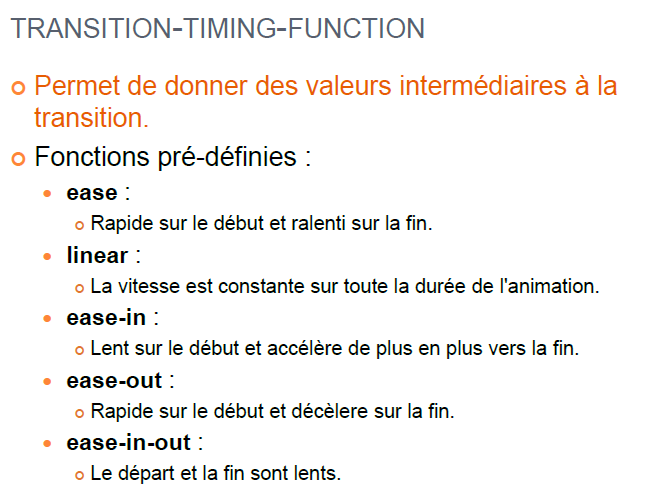 TRANSITION-TIMING-FUNCTION
Permet de donner des valeurs intermédiaires à la
transition.
Fonctions pré-définies :
ease :
Rapide sur le début et ralenti sur la fin.
linear :
La vitesse est constante sur toute la durée de l'animation.
ease-in :
Lent sur le début et accélère de plus en plus vers la fin.
ease-out :
Rapide sur le début et décèlere sur la fin.
ease-in-out :
Le départ et la fin sont lents.